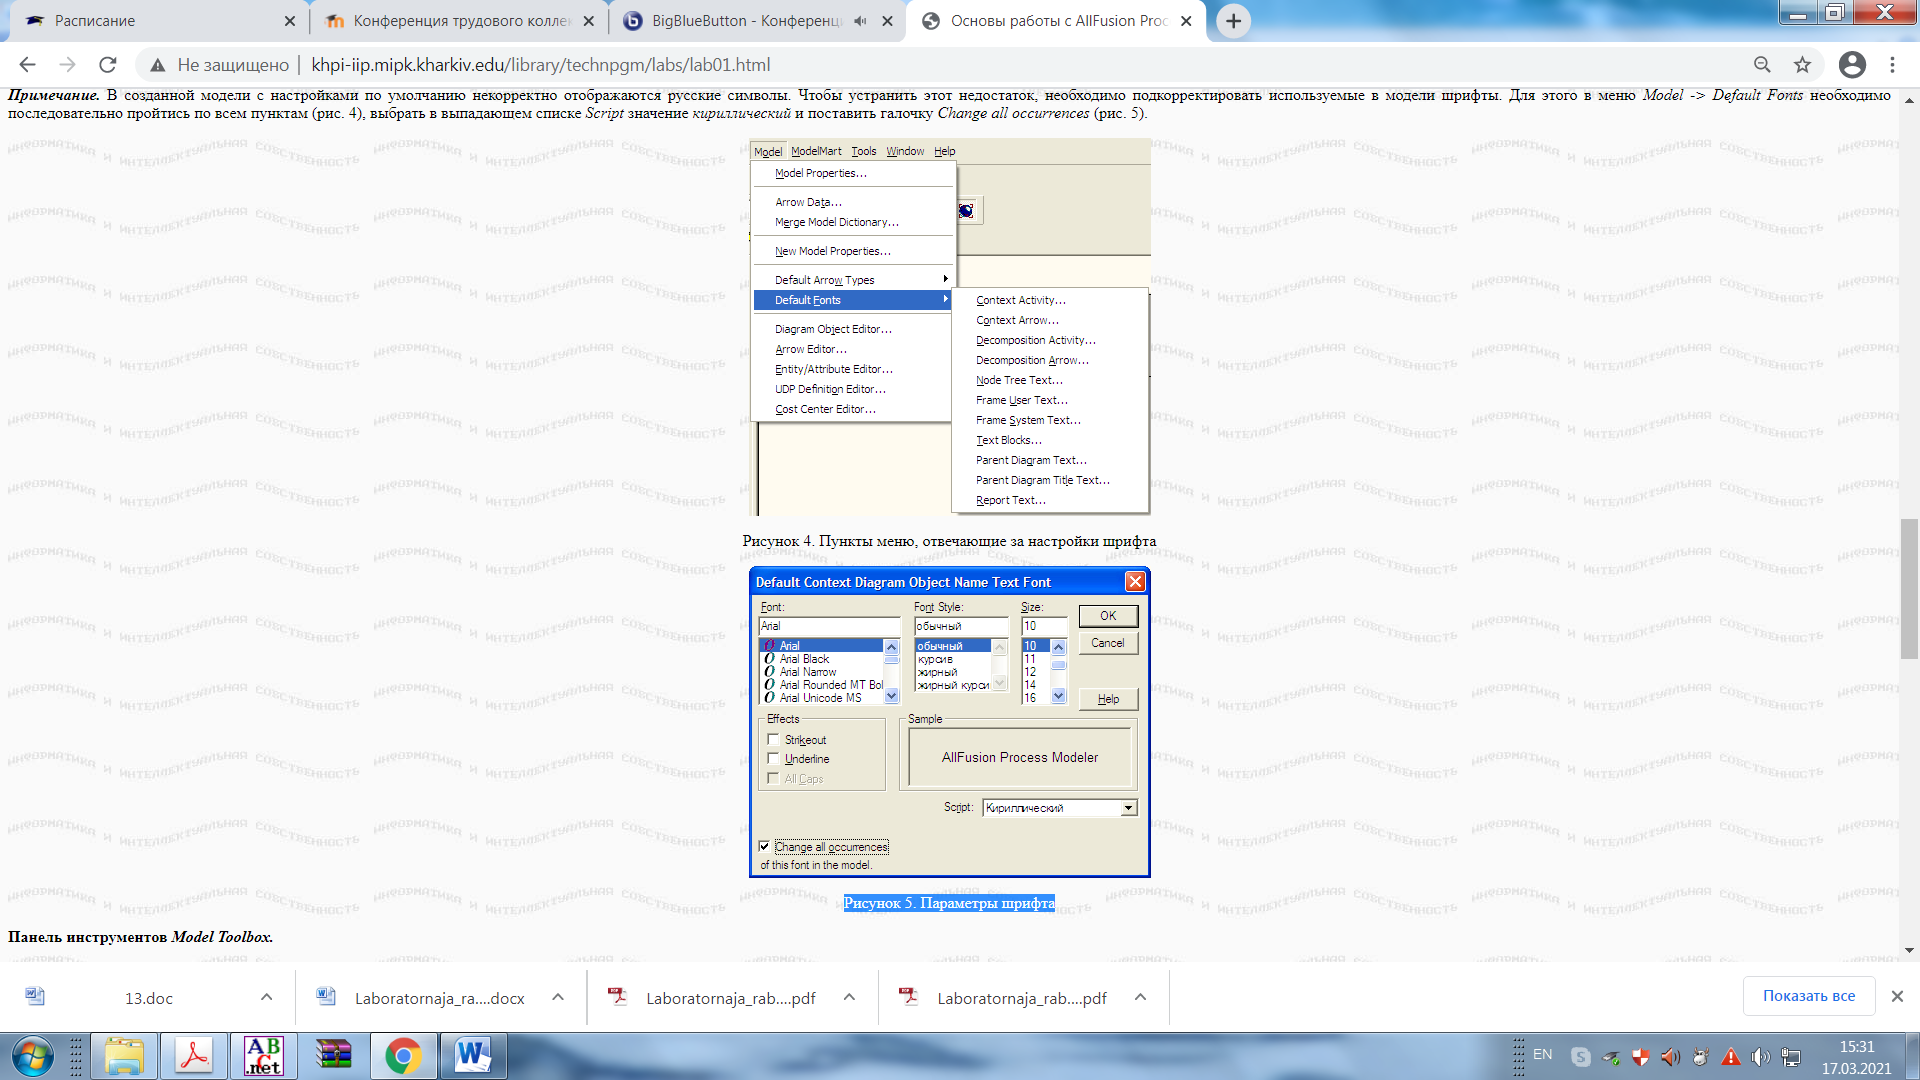 Расписание
Конференция трудового колле
BigBlueButton - Конференци
Основы работы с AllFusion Proc
Не защищено
khpi-iip.mipk.kharkiv.edu/library/technpgm/labs/lab01.html
Примечание. В созданной модели с настройками по умолчанию некорректно отображаются русские символы. Чтобы устранить этот недостаток, необходимо подкорректировать используемые в модели шрифты. Для этого в меню Model -> Default Fonts необходимо
последовательно пройтись по всем пунктам (рис. 4), выбрать в выпадающем списке Script значение кириллический и поставить галочку Change all occurrences (рис. 5).
Model ModelMart Tools Window Help
Model Properties...
Arrow Data...
Merge Model Dictionary...
New Model Properties...
Default Arrow Types
Default Fonts
Diagram Object Editor...
Arrow Editor...
Entity/Attribute Editor...
UDP Definition Editor...
Cost Center Editor...
Context Activity...
Context Arrow...
Decomposition Activity...
Decomposition Arrow...
Node Tree Text...
Frame User Text...
Frame System Text...
Text Blocks...
Parent Diagram Text...
Parent Diagram Title Text...
Report Text...
Рисунок 4. Пункты меню, отвечающие за настройки шрифта
Default Context Diagram Object Name Text Font
Font:
Arial
Arial
Arial Black
Arial Narrow
Arial Rounded MT Bol
Arial Unicode MS
Font Style:
обычный
обычный
курсив
жирный
жирный курси
Size:
10
10
11
12
14
16
OK
Cancel
Help
Effects
Strikeout
Underline
All Caps
Sample
AllFusion Process Modeler
Script:
Кириллический
Change all occurrences
of this font in the model.
Рисунок 5. Параметры шрифта
Панель инструментов Model Toolbox.
13.doc
Laboratornaja_ra....docx
Laboratornaja_rab....pdf
Laboratornaja_rab....pdf
Показать все
EN
15:31
17.03.2021